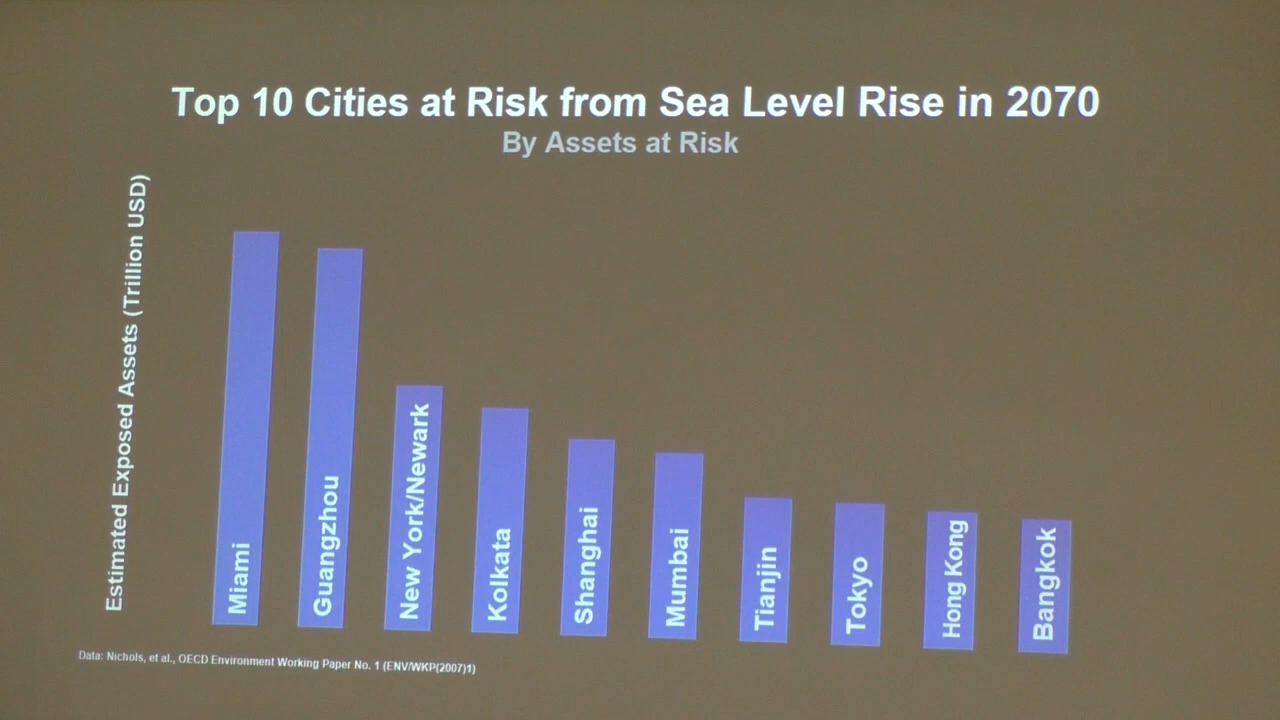 Top 10 Cities at Risk from Sea Level Rise in 2070
By Assets at Risk
Estimated Exposed Assets (Trillion USD)
Miami
Guangzhou
New York/Newark
Kolkata
Shanghai
Mumbai
Tianjin
Tokyo
Hong Kong
Bangkok
Data: Nichols, et al., OECD Environment Working Paper No. 1 (ENV/WKP(2007)1)